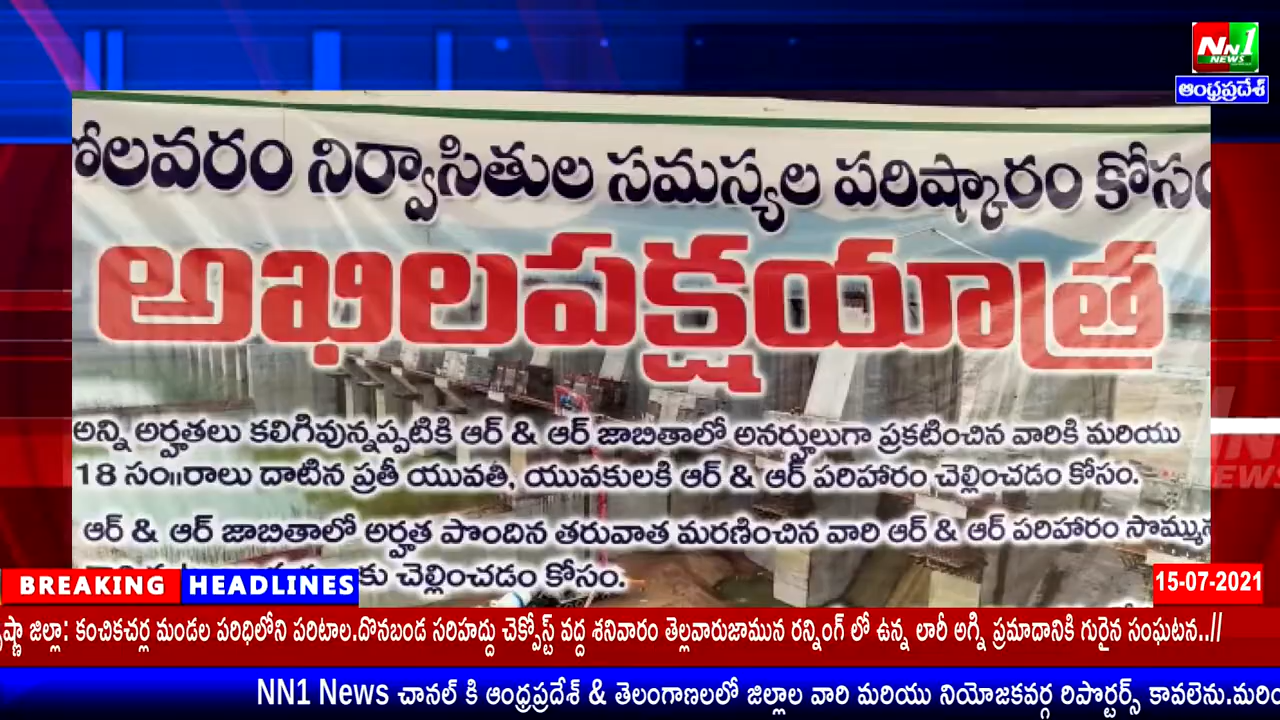 NN1
NEWS
ఆంధ్రప్రదేశ్
పోలవరం నిర్వాసితుల సమస్యల పరిష్కారం కోసం
అఖిలపక్షయాత్ర
అన్ని అర్హతలు కలిగివున్నప్పటికి ఆర్ & ఆర్ జాబితాలో అనర్హులుగా ప్రకటించిన వారికి మరియు
18 సం॥రాలు దాటిన ప్రతీ యువతి, యువకులకి ఆర్ & ఆర్ పరిహారం చెల్లించడం కోసం.
ఆర్ & ఆర్ జాబితాలో అర్హత పొందిన తరువాత మరణించిన వారి ఆర్ & ఆర్ పరిహారం
కు చెల్లించడం కోసం.
NN1
NEWS
BREAKING HEADLINES
15-07-2021
జిల్లా: కంచికచర్ల మండల పరిధిలోని పరిటాల.దొనబండ సరిహద్దు చెక్పోస్ట్ వద్ద శనివారం తెల్లవారుజామున రన్నింగ్ లో ఉన్న లారీ అగ్ని ప్రమాదానికి గురైన సంఘటన..//
NN1 News చానల్ కి ఆంధ్రప్రదేశ్ & తెలంగాణలలో జిల్లాల వారి మరియు నియోజకవర్గ రిపోర్టర్స్ కావలెను.మరిం